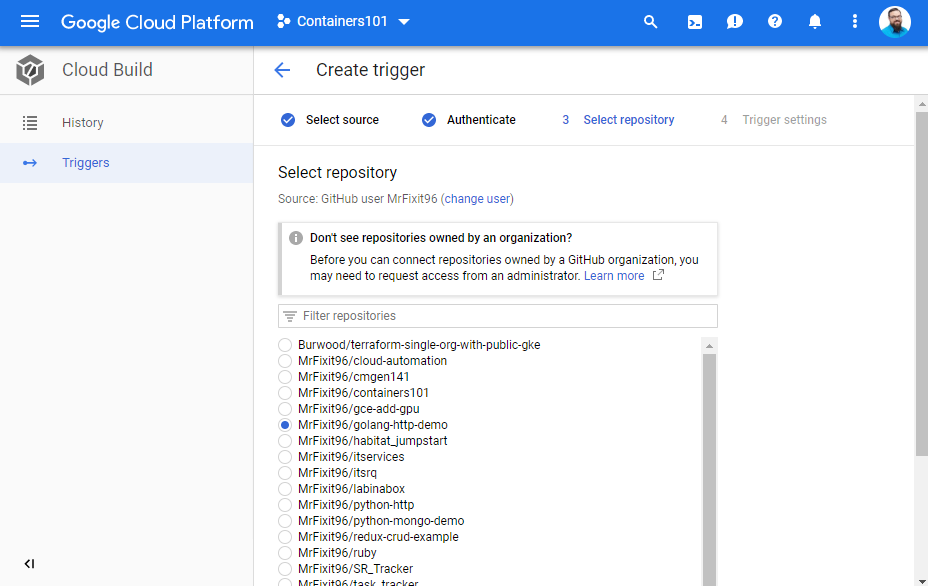 Google Cloud Platform
Containers101
Cloud Build
Create trigger
History
Triggers
Select source
Authenticate
3 Select repository
4 Trigger settings
Select repository
Source: GitHub user MrFixit96 (change user)
Don't see repositories owned by an organization?
Before you can connect repositories owned by a GitHub organization, you
may need to request access from an administrator. Learn more
Filter repositories
Burwood/terraform-single-org-with-public-gke
MrFixit96/cloud-automation
MrFixit96/cmgen141
MrFixit96/containers101
MrFixit96/gce-add-gpu
MrFixit96/golang-http-demo
MrFixit96/habitat_jumpstart
MrFixit96/itservices
MrFixit96/itsrq
MrFixit96/labinabox
MrFixit96/python-http
MrFixit96/python-mongo-demo
MrFixit96/redux-crud-example
MrFixit96/ruby
MrFixit96/SR_Tracker
MrFixit96/task_tracker